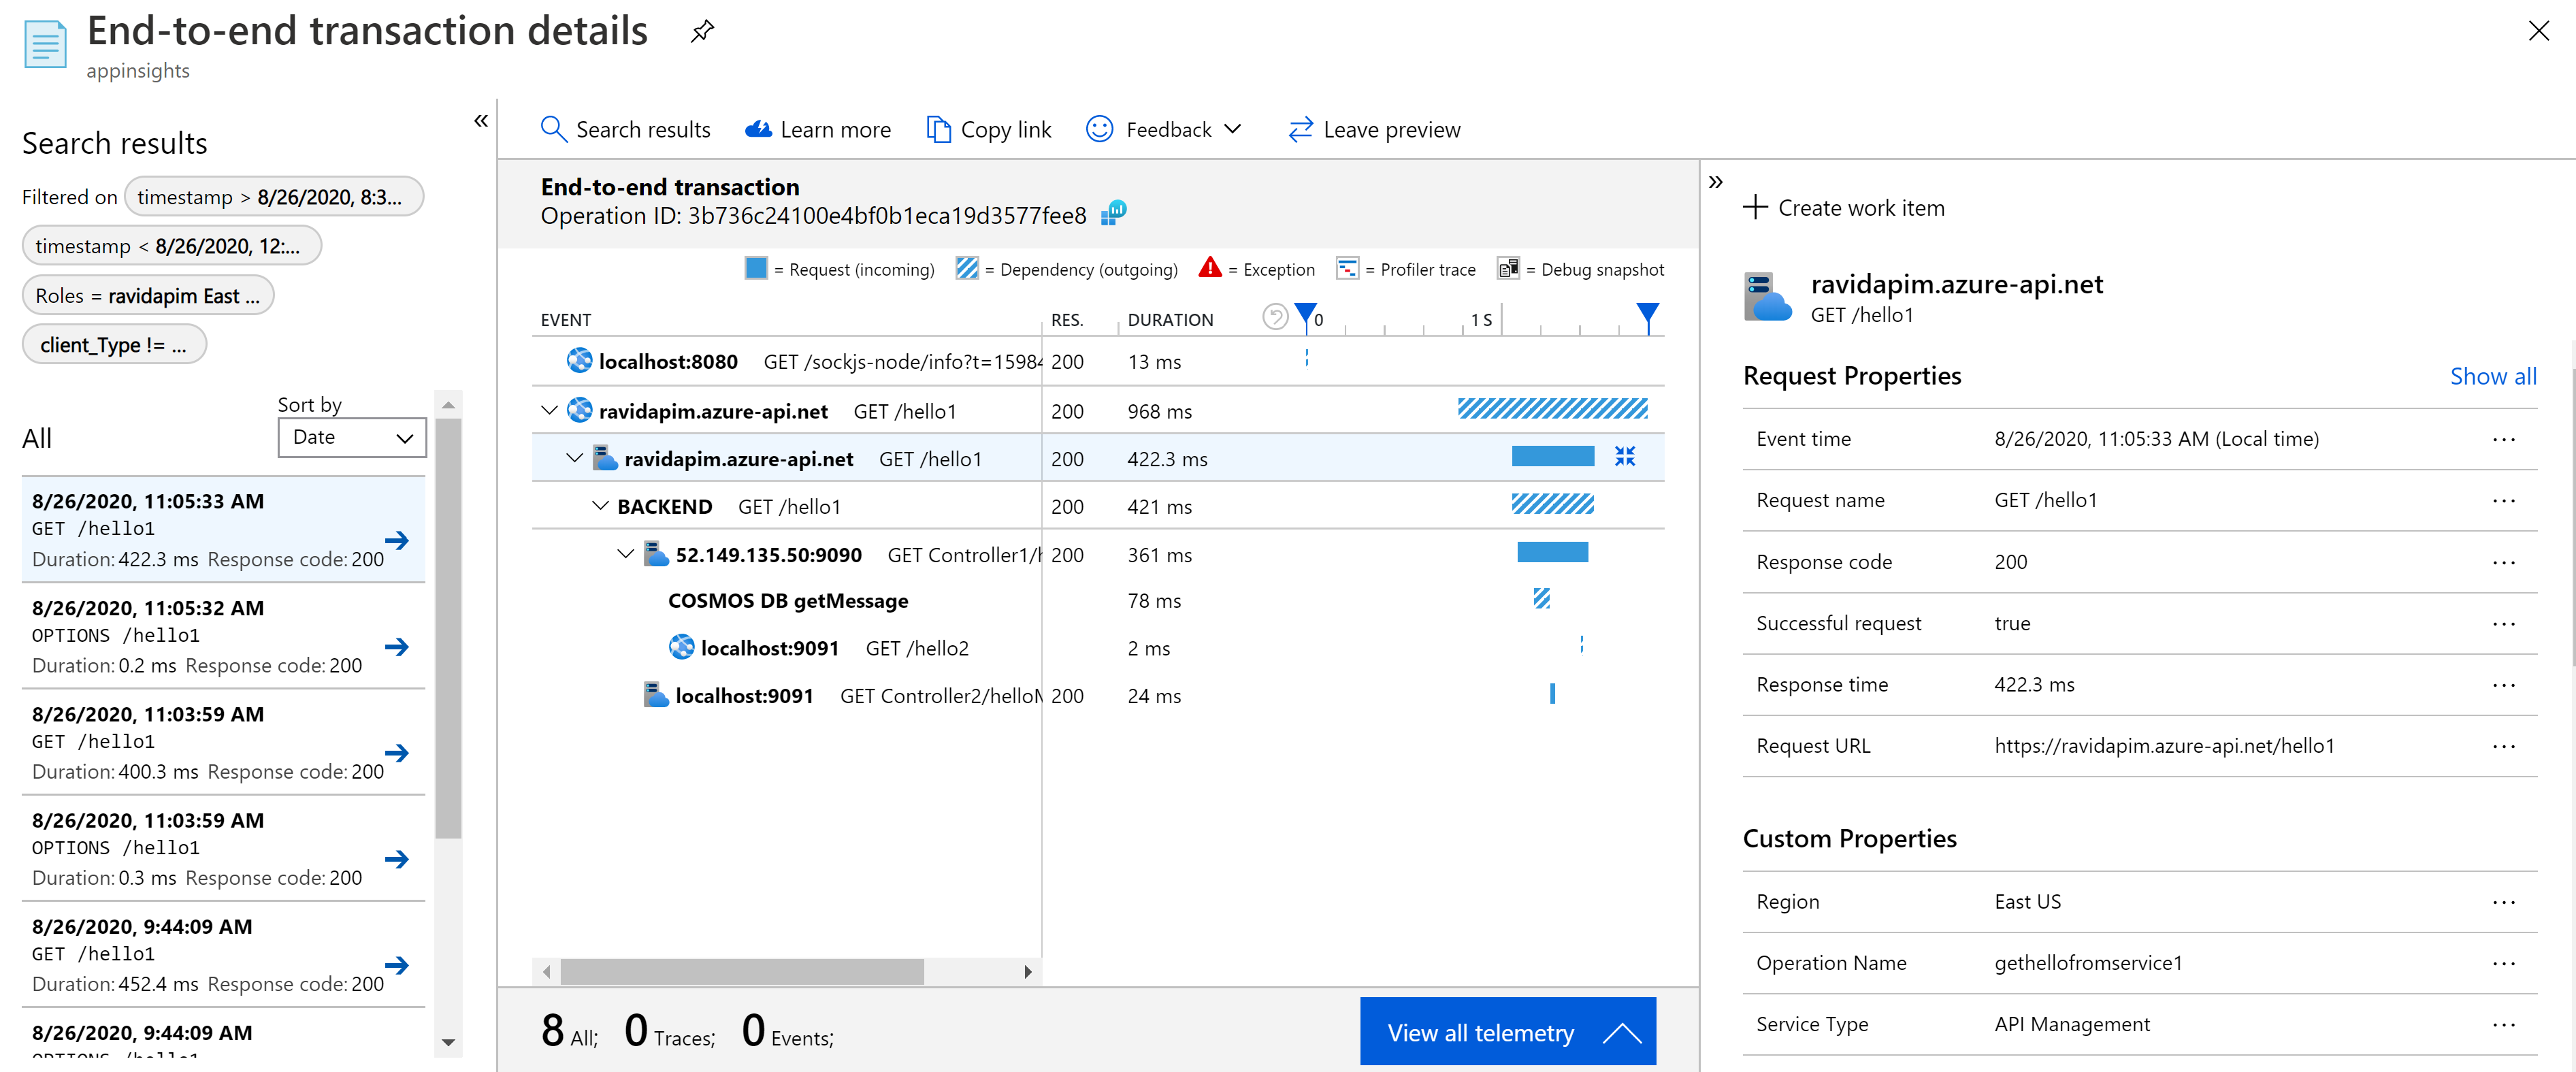 End-to-end transaction details
appinsights
Search results
Filtered on timestamp > 8/26/2020, 8:3...
timestamp < 8/26/2020, 12:...
Roles = ravidapim East ...
client_Type != ...
All
Sort by
Date
8/26/2020, 11:05:33 AM
GET /hello1
Duration: 422.3 ms Response code: 200
8/26/2020, 11:05:32 AM
OPTIONS /hello1
Duration: 0.2 ms Response code: 200
8/26/2020, 11:03:59 AM
GET /hello1
Duration: 400.3 ms Response code: 200
8/26/2020, 11:03:59 AM
OPTIONS /hello1
Duration: 0.3 ms Response code: 200
8/26/2020, 9:44:09 AM
GET /hello1
Duration: 452.4 ms Response code: 200
8/26/2020, 9:44:09 AM
OPTIONS /hello1
Search results Learn more Copy link Feedback Leave preview
End-to-end transaction
Operation ID: 3b736c24100e4bf0b1eca19d3577fee8
= Request (incoming) = Dependency (outgoing) = Exception = Profiler trace = Debug snapshot
EVENT RES. DURATION 0 1 S
localhost:8080 GET /sockjs-node/info?t=15984 200 13 ms
ravidapim.azure-api.net GET /hello1 200 968 ms
ravidapim.azure-api.net GET /hello1 200 422.3 ms
BACKEND GET /hello1 200 421 ms
52.149.135.50:9090 GET Controller1/h 200 361 ms
COSMOS DB getMessage 78 ms
localhost:9091 GET /hello2 2 ms
localhost:9091 GET Controller2/helloM 200 24 ms
8 All; 0 Traces; 0 Events;
View all telemetry
Create work item
ravidapim.azure-api.net
GET /hello1
Request Properties Show all
Event time 8/26/2020, 11:05:33 AM (Local time) ...
Request name GET /hello1 ...
Response code 200 ...
Successful request true ...
Response time 422.3 ms ...
Request URL https://ravidapim.azure-api.net/hello1 ...
Custom Properties
Region East US ...
Operation Name gethellofromservice1 ...
Service Type API Management ...